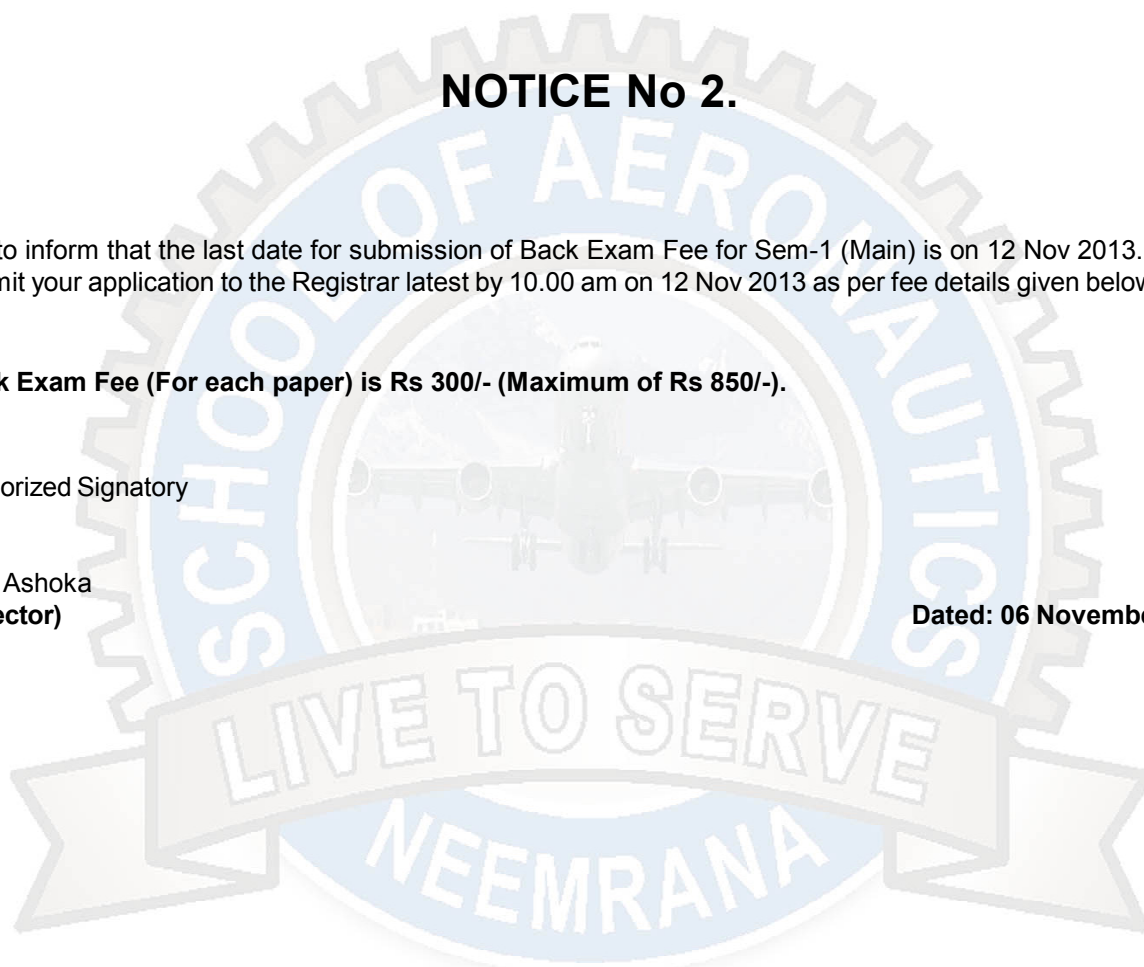 NOTICE No 2.
to inform that the last date for submission of Back Exam Fee for Sem-1 (Main) is on 12 Nov 2013.
mit your application to the Registrar latest by 10.00 am on 12 Nov 2013 as per fee details given below
k Exam Fee (For each paper) is Rs 300/- (Maximum of Rs 850/-).
orized Signatory
Ashoka
ector)
Dated: 06 Novembe
SCHOOL OF AERONAUTICS
LIVE TO SERVE
NEEMRANA